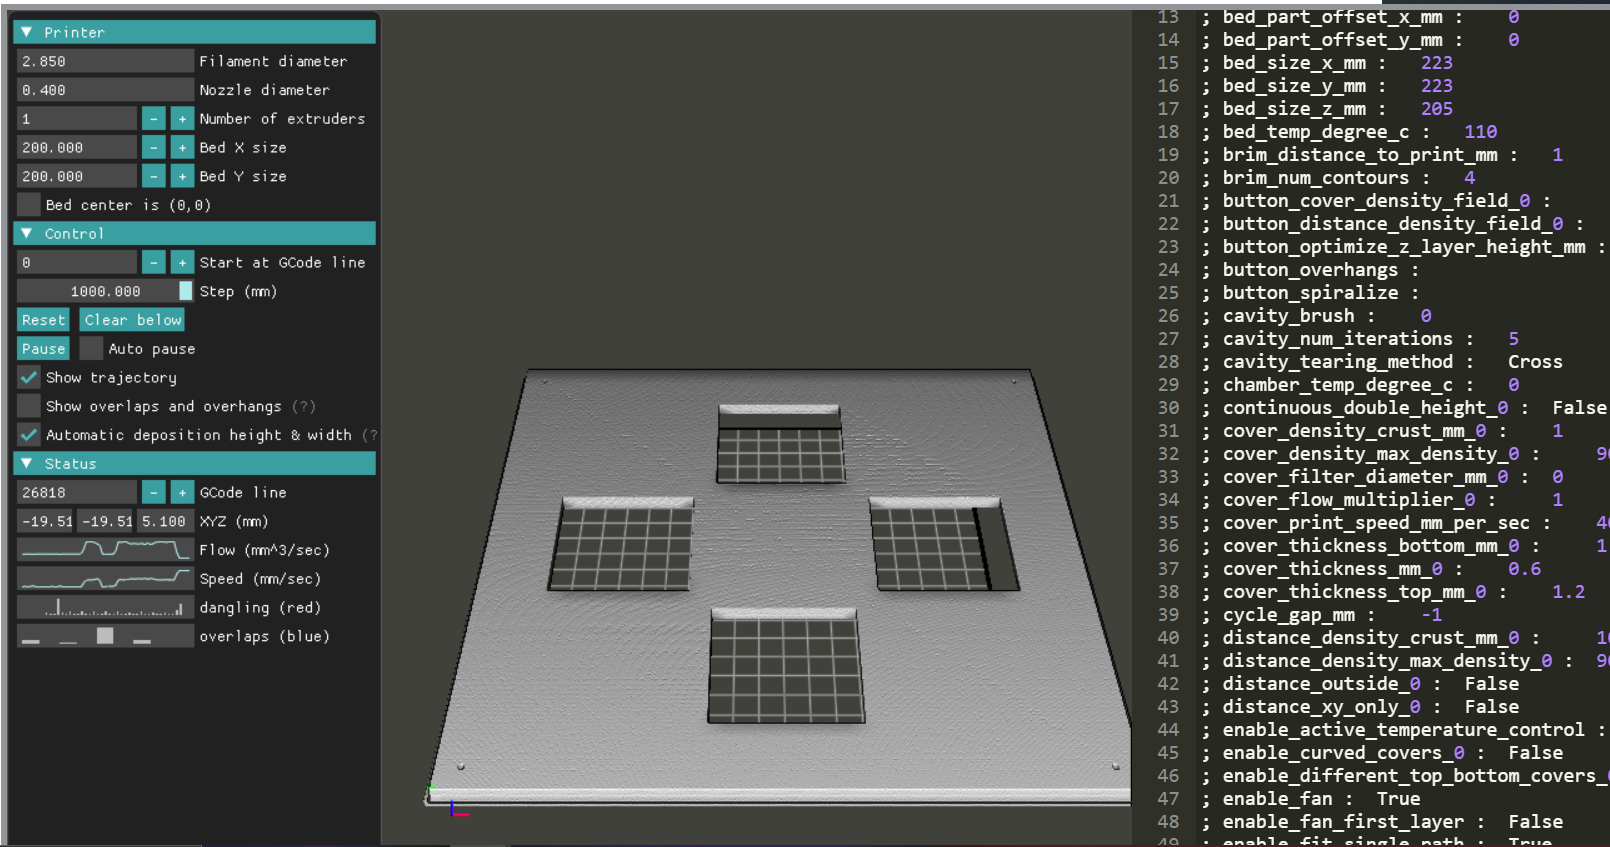 Printer
2.850 Filament diameter
0.400 Nozzle diameter
1 - + Number of extruders
200.000 - + Bed X size
200.000 - + Bed Y size
Bed center is (0,0)
Control
0 - + Start at GCode line
1000.000 Step (mm)
Reset Clear below
Pause Auto pause
Show trajectory
Show overlaps and overhangs (?)
Automatic deposition height & width (?
Status
26818 - + GCode line
-19.51 -19.51 5.100 XYZ (mm)
Flow (mm^3/sec)
Speed (mm/sec)
dangling (red)
overlaps (blue)
13 ; bed_part_offset_x_mm : 0
14 ; bed_part_offset_y_mm : 0
15 ; bed_size_x_mm : 223
16 ; bed_size_y_mm : 223
17 ; bed_size_z_mm : 205
18 ; bed_temp_degree_c : 110
19 ; brim_distance_to_print_mm : 1
20 ; brim_num_contours : 4
21 ; button_cover_density_field_0 :
22 ; button_distance_density_field_0 :
23 ; button_optimize_z_layer_height_mm :
24 ; button_overhangs :
25 ; button_spiralize :
26 ; cavity_brush : 0
27 ; cavity_num_iterations : 5
28 ; cavity_tearing_method : Cross
29 ; chamber_temp_degree_c : 0
30 ; continuous_double_height_0 : False
31 ; cover_density_crust_mm_0 : 1
32 ; cover_density_max_density_0 : 9
33 ; cover_filter_diameter_mm_0 : 0
34 ; cover_flow_multiplier_0 : 1
35 ; cover_print_speed_mm_per_sec : 4
36 ; cover_thickness_bottom_mm_0 : 1
37 ; cover_thickness_mm_0 : 0.6
38 ; cover_thickness_top_mm_0 : 1.2
39 ; cycle_gap_mm : -1
40 ; distance_density_crust_mm_0 : 1
41 ; distance_density_max_density_0 : 9
42 ; distance_outside_0 : False
43 ; distance_xy_only_0 : False
44 ; enable_active_temperature_control :
45 ; enable_curved_covers_0 : False
46 ; enable_different_top_bottom_covers_
47 ; enable_fan : True
48 ; enable_fan_first_layer : False
49 ; enable_fit_single_path : True